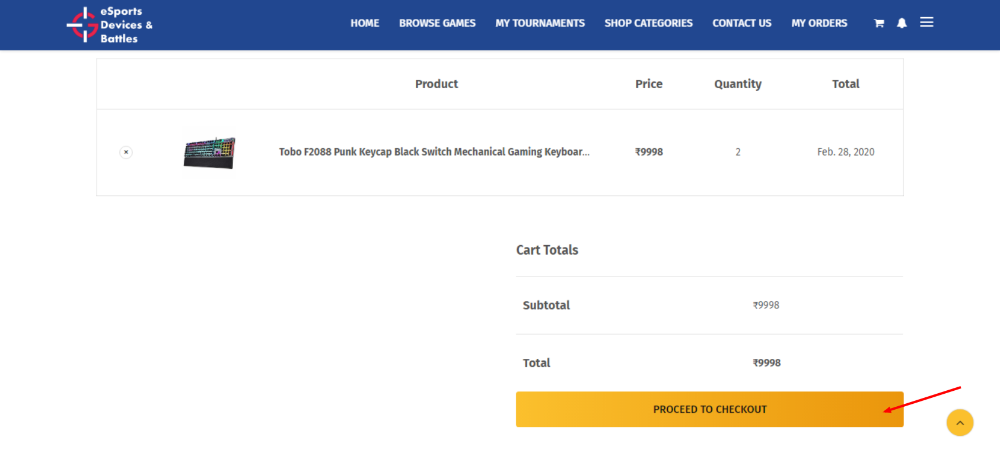 eSports
Devices &
Battles
HOME BROWSE GAMES MY TOURNAMENTS SHOP CATEGORIES CONTACT US MY ORDERS
Product Price Quantity Total
× Tobo F2088 Punk Keycap Black Switch Mechanical Gaming Keyboar... ₹9998 2 Feb. 28, 2020
Cart Totals
Subtotal ₹9998
Total ₹9998
PROCEED TO CHECKOUT